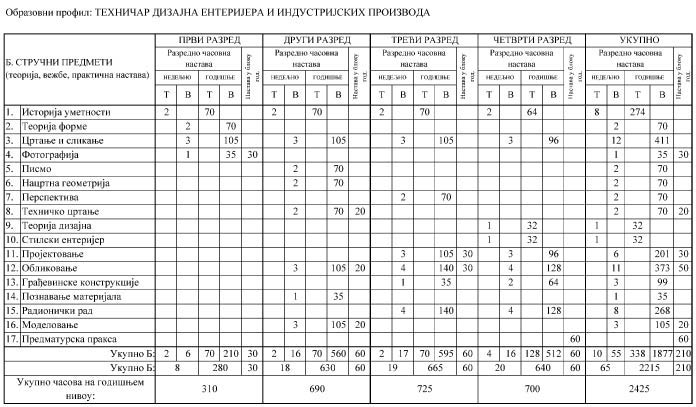 Образовни профил: ТЕХНИЧАР ДИЗАЈНА ЕНТЕРИЈЕРА И ИНДУСТРИЈСКИХ ПРОИЗВОДА
ПРВИ РАЗРЕД ДРУГИ РАЗРЕД ТРЕЋИ РАЗРЕД ЧЕТВРТИ РАЗРЕД УКУПНО
Б. СТРУЧНИ ПРЕДМЕТИ
(теорија, вежбе, практична настава)
Разредно часовна настава Настава у блоку год. Разредно часовна настава Настава у блоку год. Разредно часовна настава Настава у блоку год. Разредно часовна настава Настава у блоку год. Разредно часовна настава Настава у блоку год.
недељно годишње недељно годишње недељно годишње недељно годишње недељно годишње
Т В Т В Т В Т В Т В Т В Т В Т В Т В Т В
1. Историја уметности 2 70 2 70 2 70 2 64 8 274
2. Теорија форме 2 70 2 70
3. Цртање и сликање 3 105 3 105 3 105 3 96 12 411
4. Фотографија 1 35 30 1 35 30
5. Писмо 2 70 2 70
6. Нацртна геометрија 2 70 2 70
7. Перспектива 2 70 2 70
8. Техничко цртање 2 70 20 2 70 20
9. Теорија дизајна 1 32 1 32
10. Стилски ентеријер 1 32 1 32
11. Пројектовање 3 105 30 3 96 6 201 30
12. Обликовање 3 105 20 4 140 30 4 128 11 373 50
13. Грађевинске конструкције 1 35 2 64 3 99
14. Познавање материјала 1 35 1 35
15. Радионички рад 4 140 4 128 8 268
16. Моделовање 3 105 20 3 105 20
17. Предматурска пракса 60 60
Укупно Б: 2 6 70 210 30 2 16 70 560 60 2 17 70 595 60 4 16 128 512 60 10 55 338 1877 210
Укупно Б: 8 280 30 18 630 60 19 665 60 20 640 60 65 2215 210
Укупно часова на годишњем
нивоу: 310 690 725 700 2425